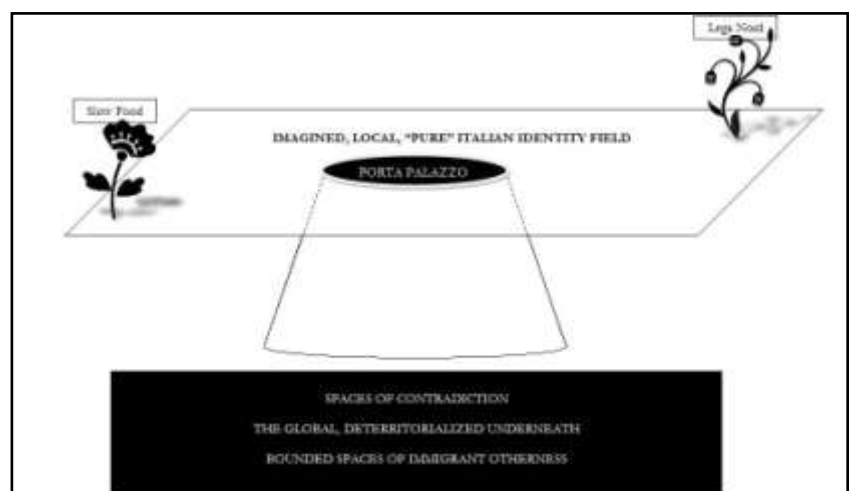 Lega Nord
Slow Food
IMAGINED, LOCAL, “PURE” ITALIAN IDENTITY FIELD
PORTA PALAZZO
SPACES OF CONTRADICTION
THE GLOBAL, DETERRITORIALIZED UNDERNEATH
BOUNDED SPACES OF IMMIGRANT OTHERNESS